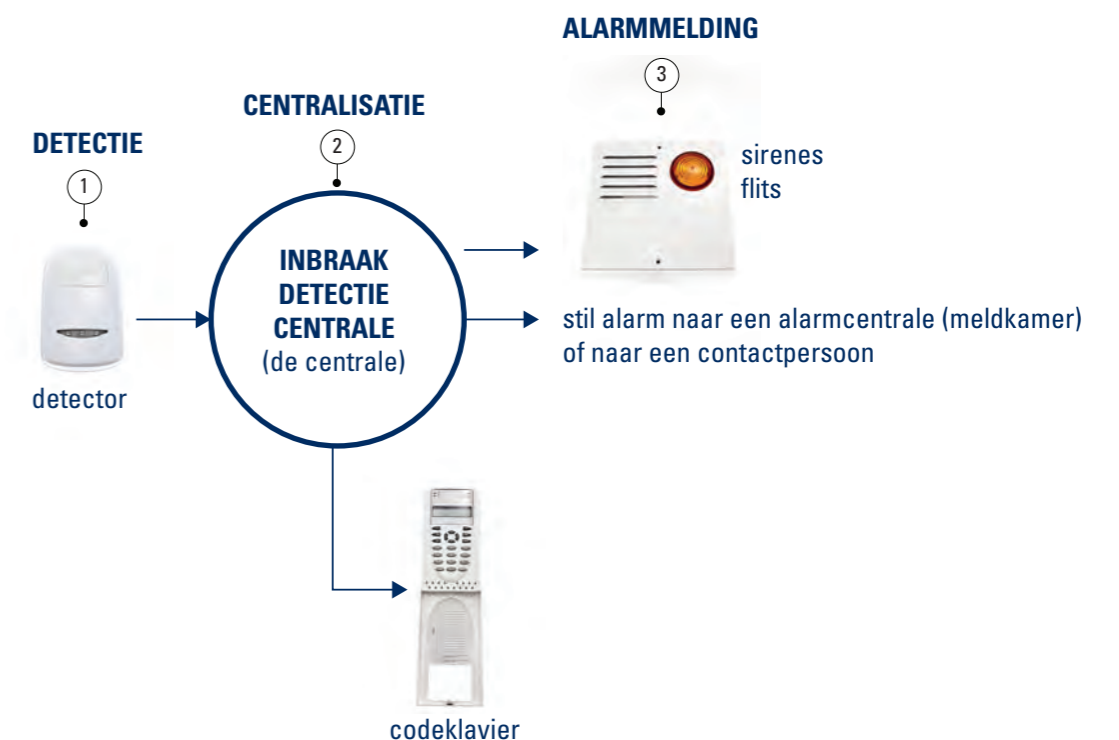 DETECTIE
1
detector
CENTRALISATIE
2
INBRAAK
DETECTIE
CENTRALE
(de centrale)
ALARMMELDING
3
sirenes
flits
stil alarm naar een alarmcentrale (meldkamer)
of naar een contactpersoon
codeklavier